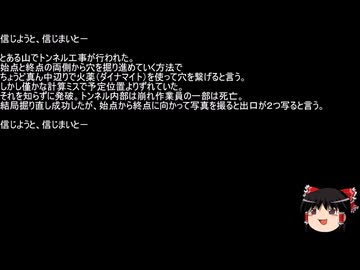 信じようと、信じまいとー
とある山でトンネル工事が行われた。
始点と終点の両側から穴を掘り進めていく方法で
ちょうど真ん中辺りで火薬(ダイナマイト)を使って穴を繋げると言う。
しかし僅かな計算ミスで予定位置よりずれていた。
それを知らずに発破。トンネル内部は崩れ作業員の一部は死亡。
結局掘り直し成功したが、始点から終点に向かって写真を撮ると出口が2つ写ると言う。
信じようと、信じまいとー